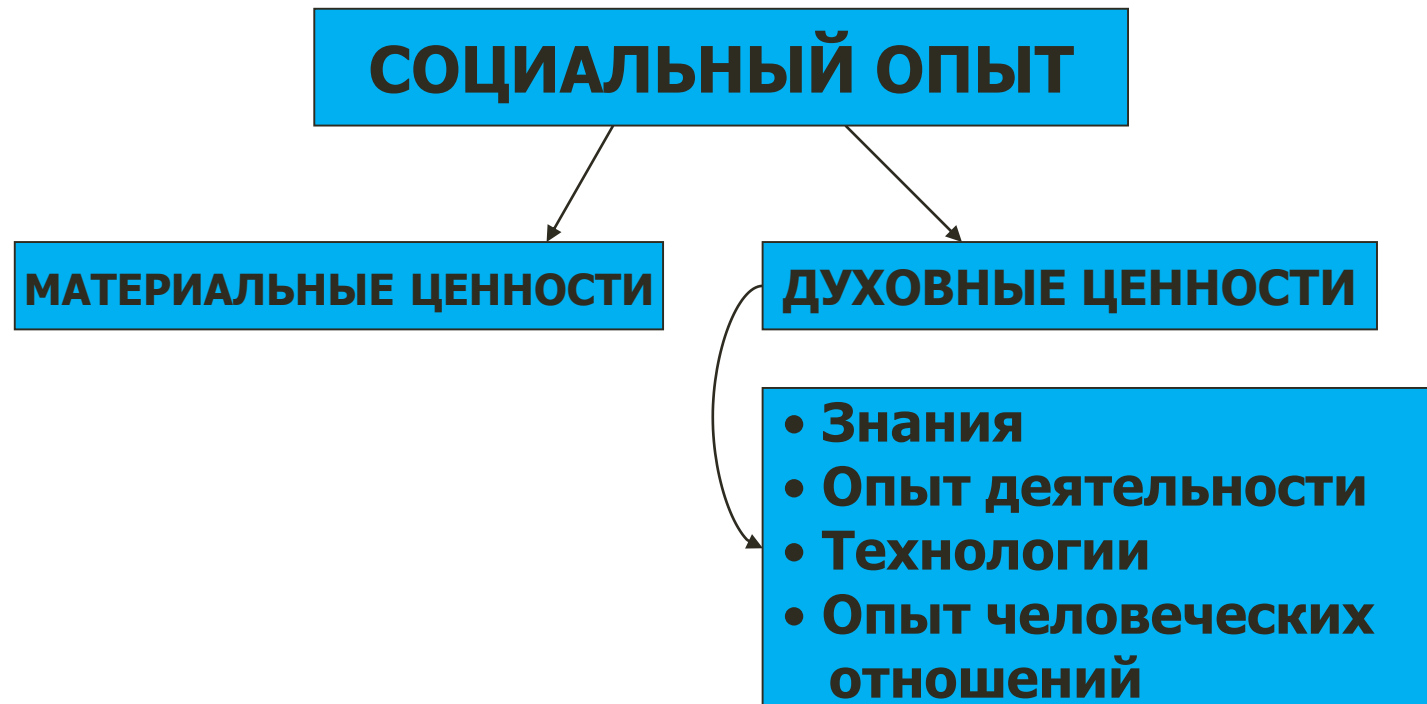 СОЦИАЛЬНЫЙ ОПЫТ
МАТЕРИАЛЬНЫЕ ЦЕННОСТИ
ДУХОВНЫЕ ЦЕННОСТИ
• Знания
• Опыт деятельности
• Технологии
• Опыт человеческих
отношений